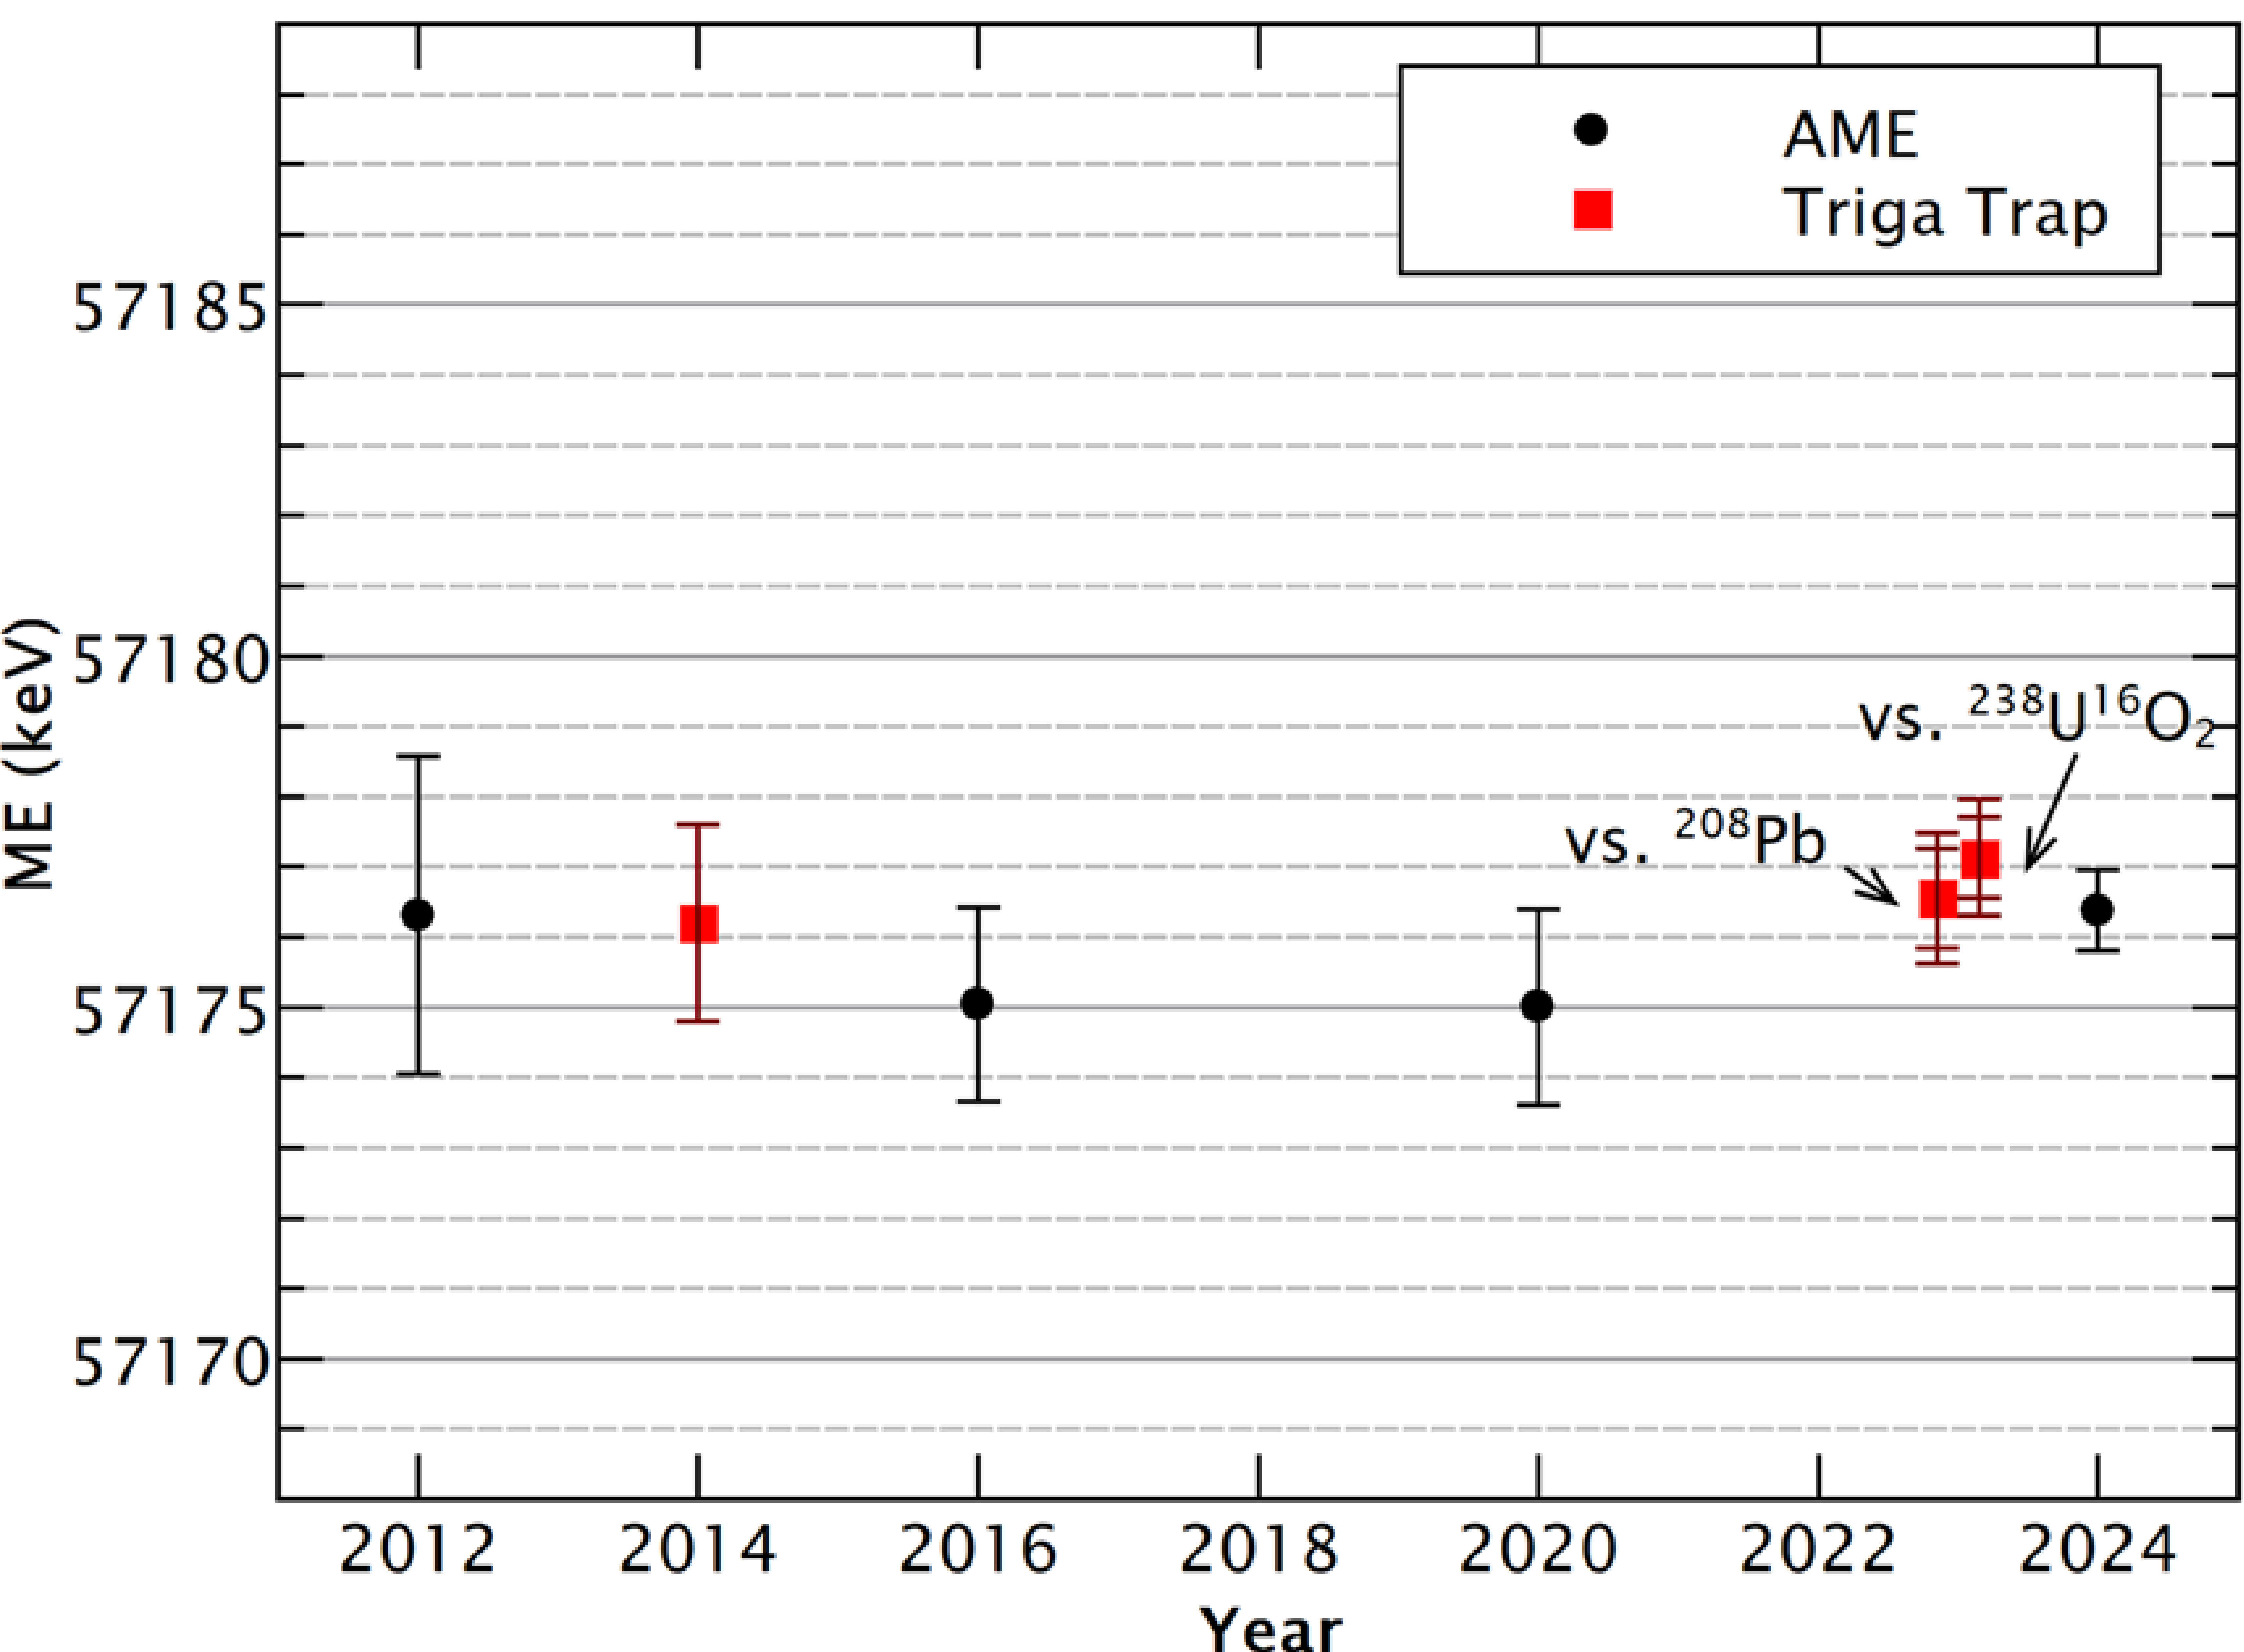 AME
Triga Trap
57185
57180
57175
57170
ME (keV)
vs. ²³⁸U¹⁶O₂
vs. ²⁰⁸Pb
2012 2014 2016 2018 2020 2022 2024
Year